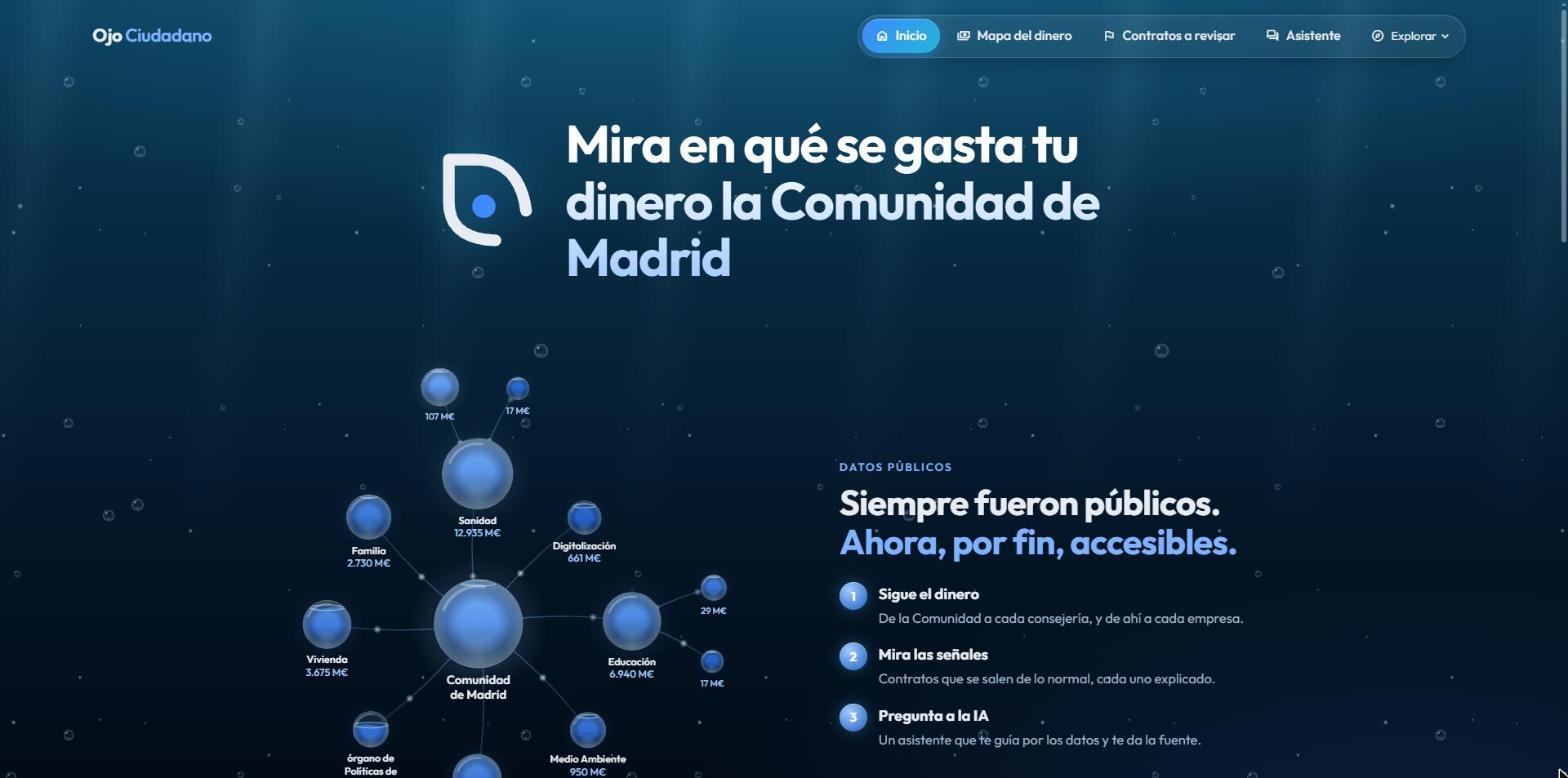 Ojo Ciudadano
Inicio
Mapa del dinero
Contratos a revisar
Asistente
Explorar
Mira en qué se gasta tu
dinero la Comunidad de
Madrid
107 M€
17 M€
Sanidad
12.935 M€
Familia
2.730 M€
Digitalización
661 M€
29 M€
Vivienda
3.675 M€
Educación
6.940 M€
17 M€
Comunidad
de Madrid
órgano de
Políticas de
Medio Ambiente
950 M€
DATOS PÚBLICOS
Siempre fueron públicos.
Ahora, por fin, accesibles.
1
Sigue el dinero
De la Comunidad a cada consejería, y de ahí a cada empresa.
2
Mira las señales
Contratos que se salen de lo normal, cada uno explicado.
3
Pregunta a la IA
Un asistente que te guía por los datos y te da la fuente.